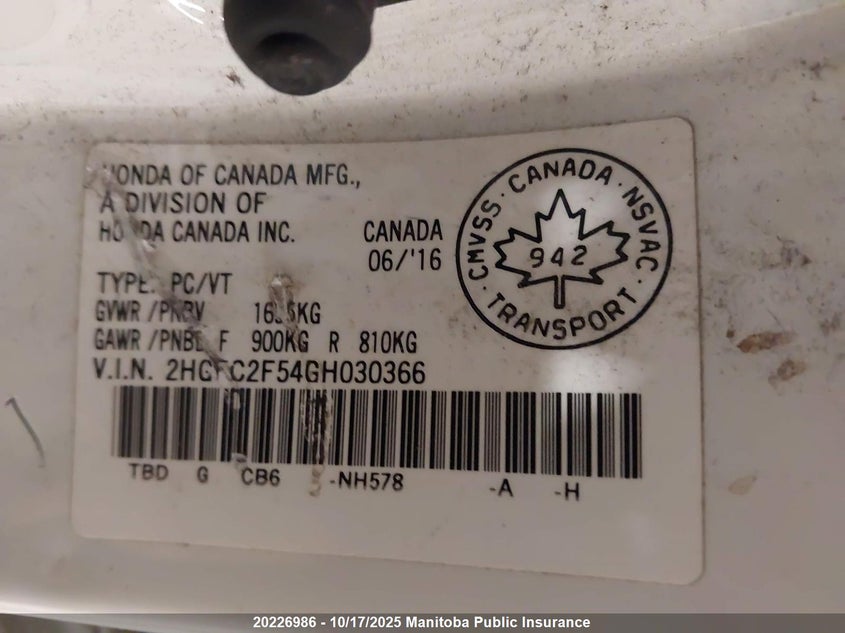 HONDA OF CANADA MFG.,
A DIVISION OF
HONDA CANADA INC.
CANADA
06/'16
CMVSS · CANADA · NSVAC · TRANSPORT ·
942
TYPE: PC/VT
GVWR /PNBV
GAWR /PNBE F 900KG R 810KG
V.I.N. 2HGFC2F54GH030366
TBD G CB6 -NH578 -A -H
20226986 - 10/17/2025 Manitoba Public Insurance